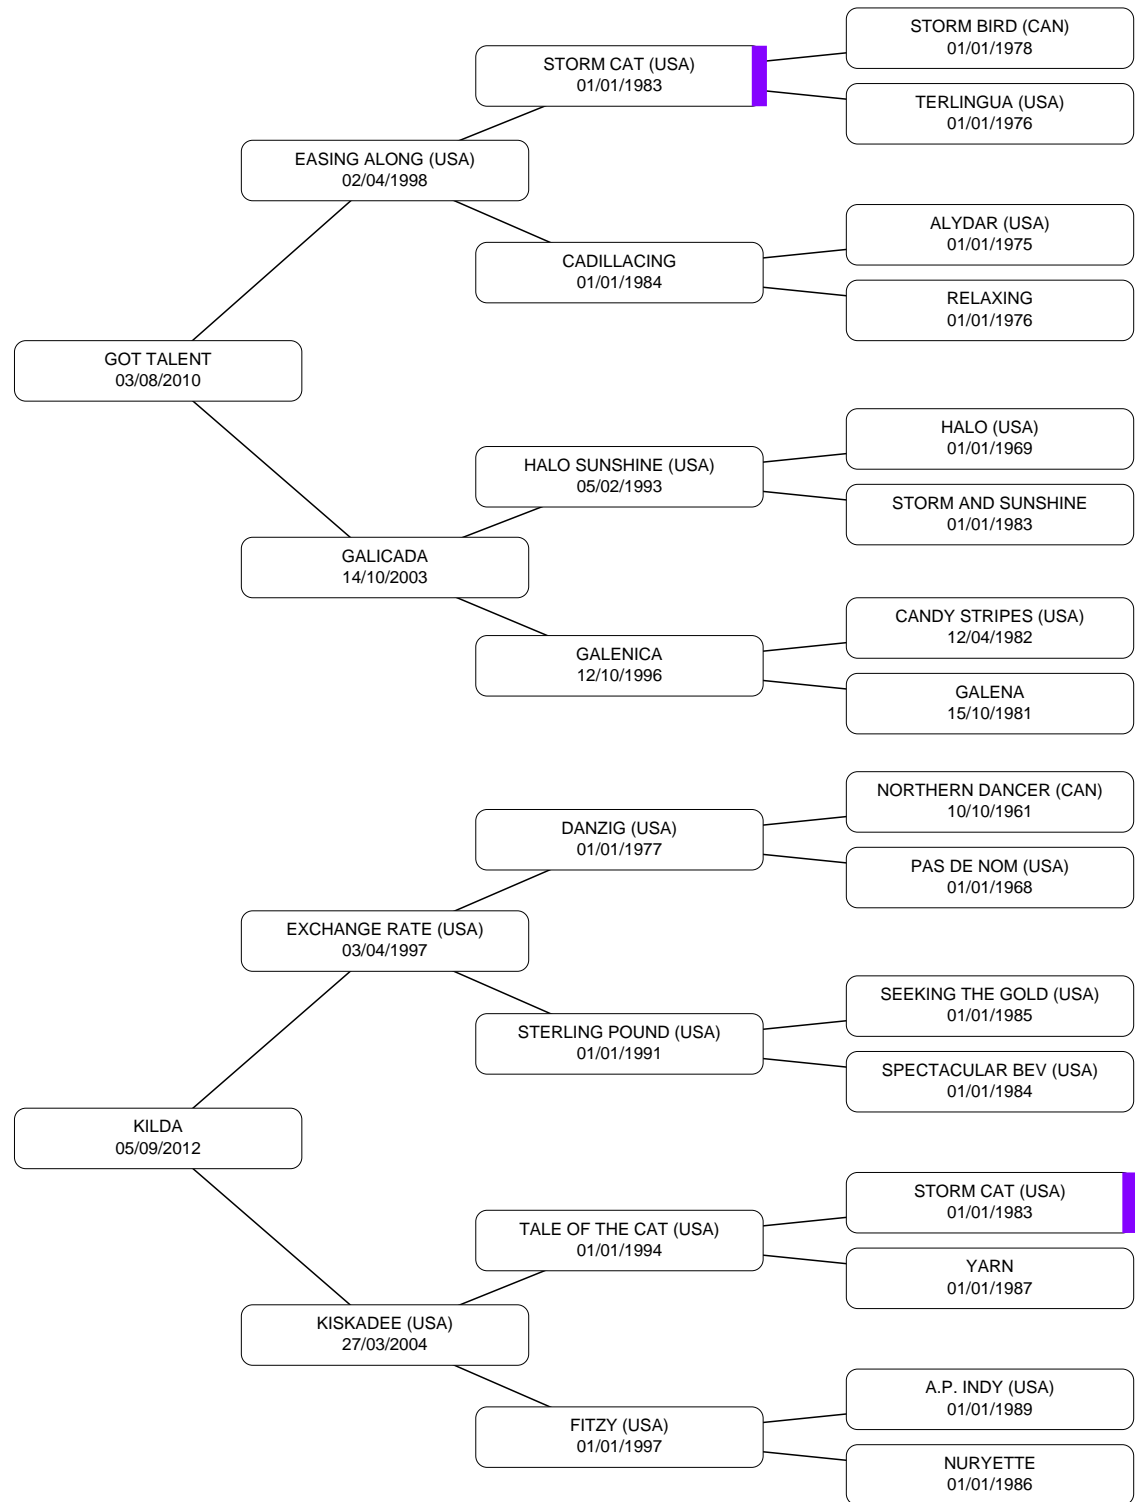 STORM BIRD (CAN)
01/01/1978
STORM CAT (USA)
01/01/1983
TERLINGUA (USA)
01/01/1976
EASING ALONG (USA)
02/04/1998
ALYDAR (USA)
01/01/1975
CADILLACING
01/01/1984
RELAXING
01/01/1976
GOT TALENT
03/08/2010
HALO (USA)
01/01/1969
HALO SUNSHINE (USA)
05/02/1993
STORM AND SUNSHINE
01/01/1983
GALICADA
14/10/2003
CANDY STRIPES (USA)
12/04/1982
GALENICA
12/10/1996
GALENA
15/10/1981
NORTHERN DANCER (CAN)
10/10/1961
DANZIG (USA)
01/01/1977
PAS DE NOM (USA)
01/01/1968
EXCHANGE RATE (USA)
03/04/1997
SEEKING THE GOLD (USA)
01/01/1985
STERLING POUND (USA)
01/01/1991
SPECTACULAR BEV (USA)
01/01/1984
KILDA
05/09/2012
STORM CAT (USA)
01/01/1983
TALE OF THE CAT (USA)
01/01/1994
YARN
01/01/1987
KISKADEE (USA)
27/03/2004
A.P. INDY (USA)
01/01/1989
FITZY (USA)
01/01/1997
NURYETTE
01/01/1986